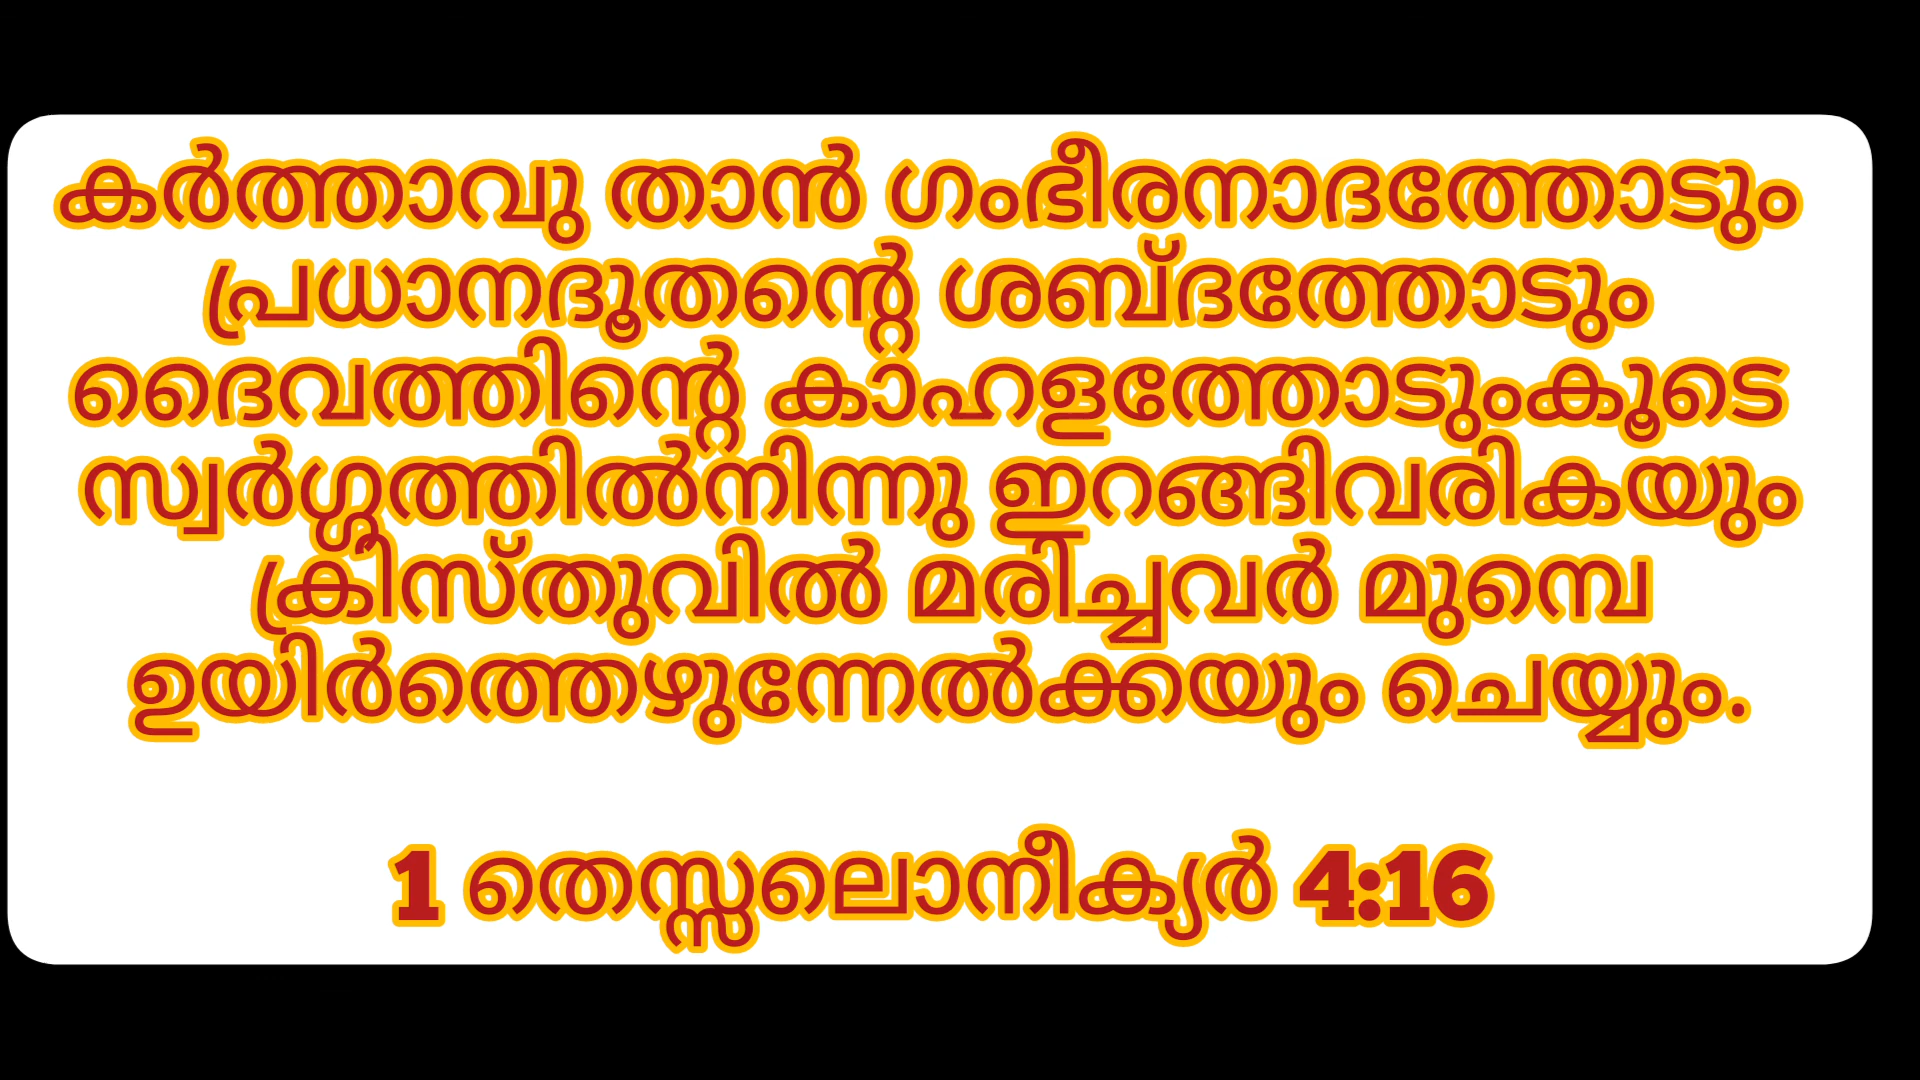 കർത്താവു താൻ ഗംഭീരനാദത്തോടും
പ്രധാനദൂതന്റെ ശബ്ദത്തോടും
ദൈവത്തിന്റെ കാഹളത്തോടുംകൂടെ
സ്വർഗ്ഗത്തിൽനിന്നു ഇറങ്ങിവരികയും
ക്രിസ്തുവിൽ മരിച്ചവർ മുമ്പെ
ഉയിർത്തെഴുന്നേൽക്കയും ചെയ്യും.
1 തെസ്സലൊനീക്യർ 4:16